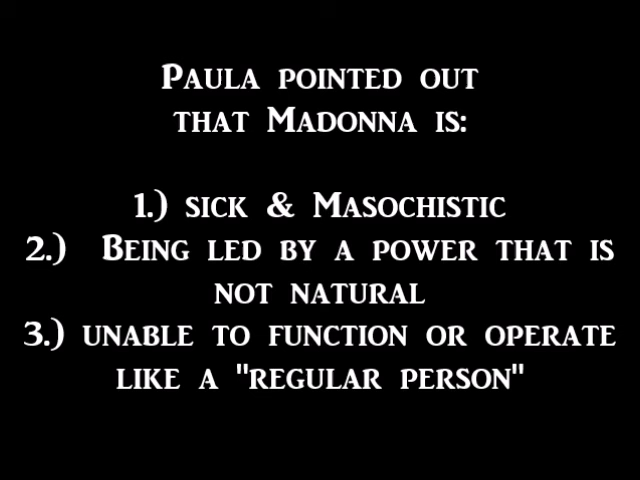 Paula pointed out
that Madonna is:
1.) sick & Masochistic
2.) Being led by a power that is
not natural
3.) unable to function or operate
like a "regular person"